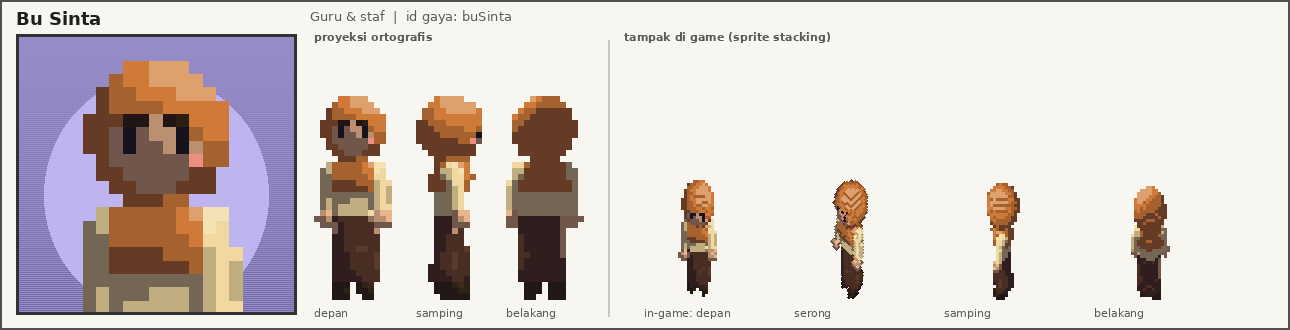 Bu Sinta
Guru & staf | id gaya: buSinta
proyeksi ortografis
tampak di game (sprite stacking)
depan
samping
belakang
in-game: depan
serong
samping
belakang